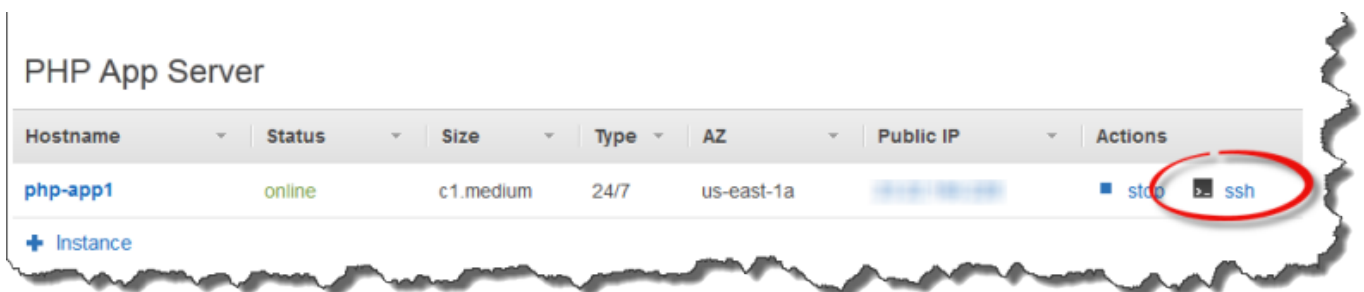 PHP App Server
Hostname Status Size Type AZ Public IP Actions
php-app1 online c1.medium 24/7 us-east-1a stop ssh
Instance